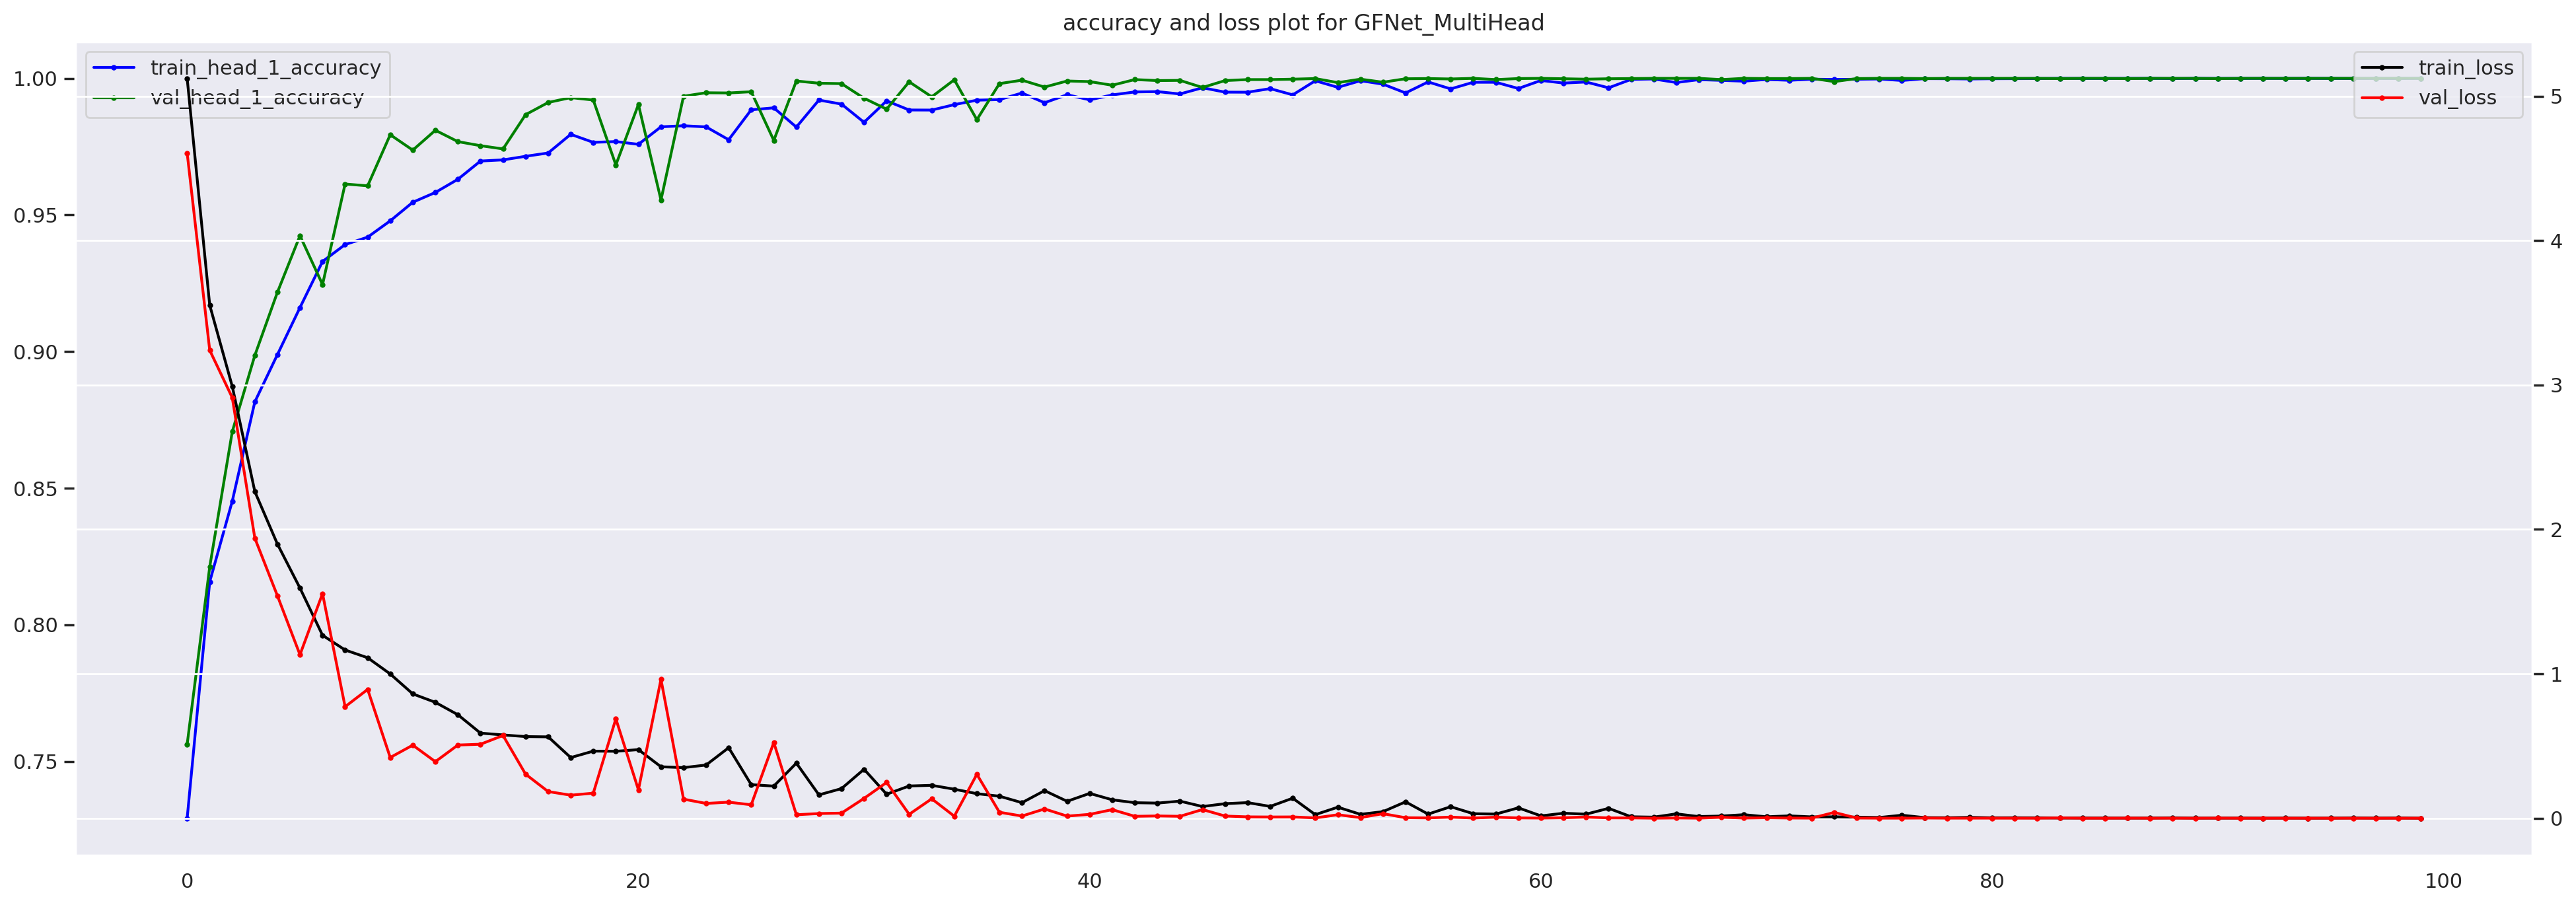 accuracy and loss plot for GFNet_MultiHead
train_head_1_accuracy
val_head_1_accuracy
train_loss
val_loss
1.00
0.95
0.90
0.85
0.80
0.75
5
4
3
2
1
0
0 20 40 60 80 100